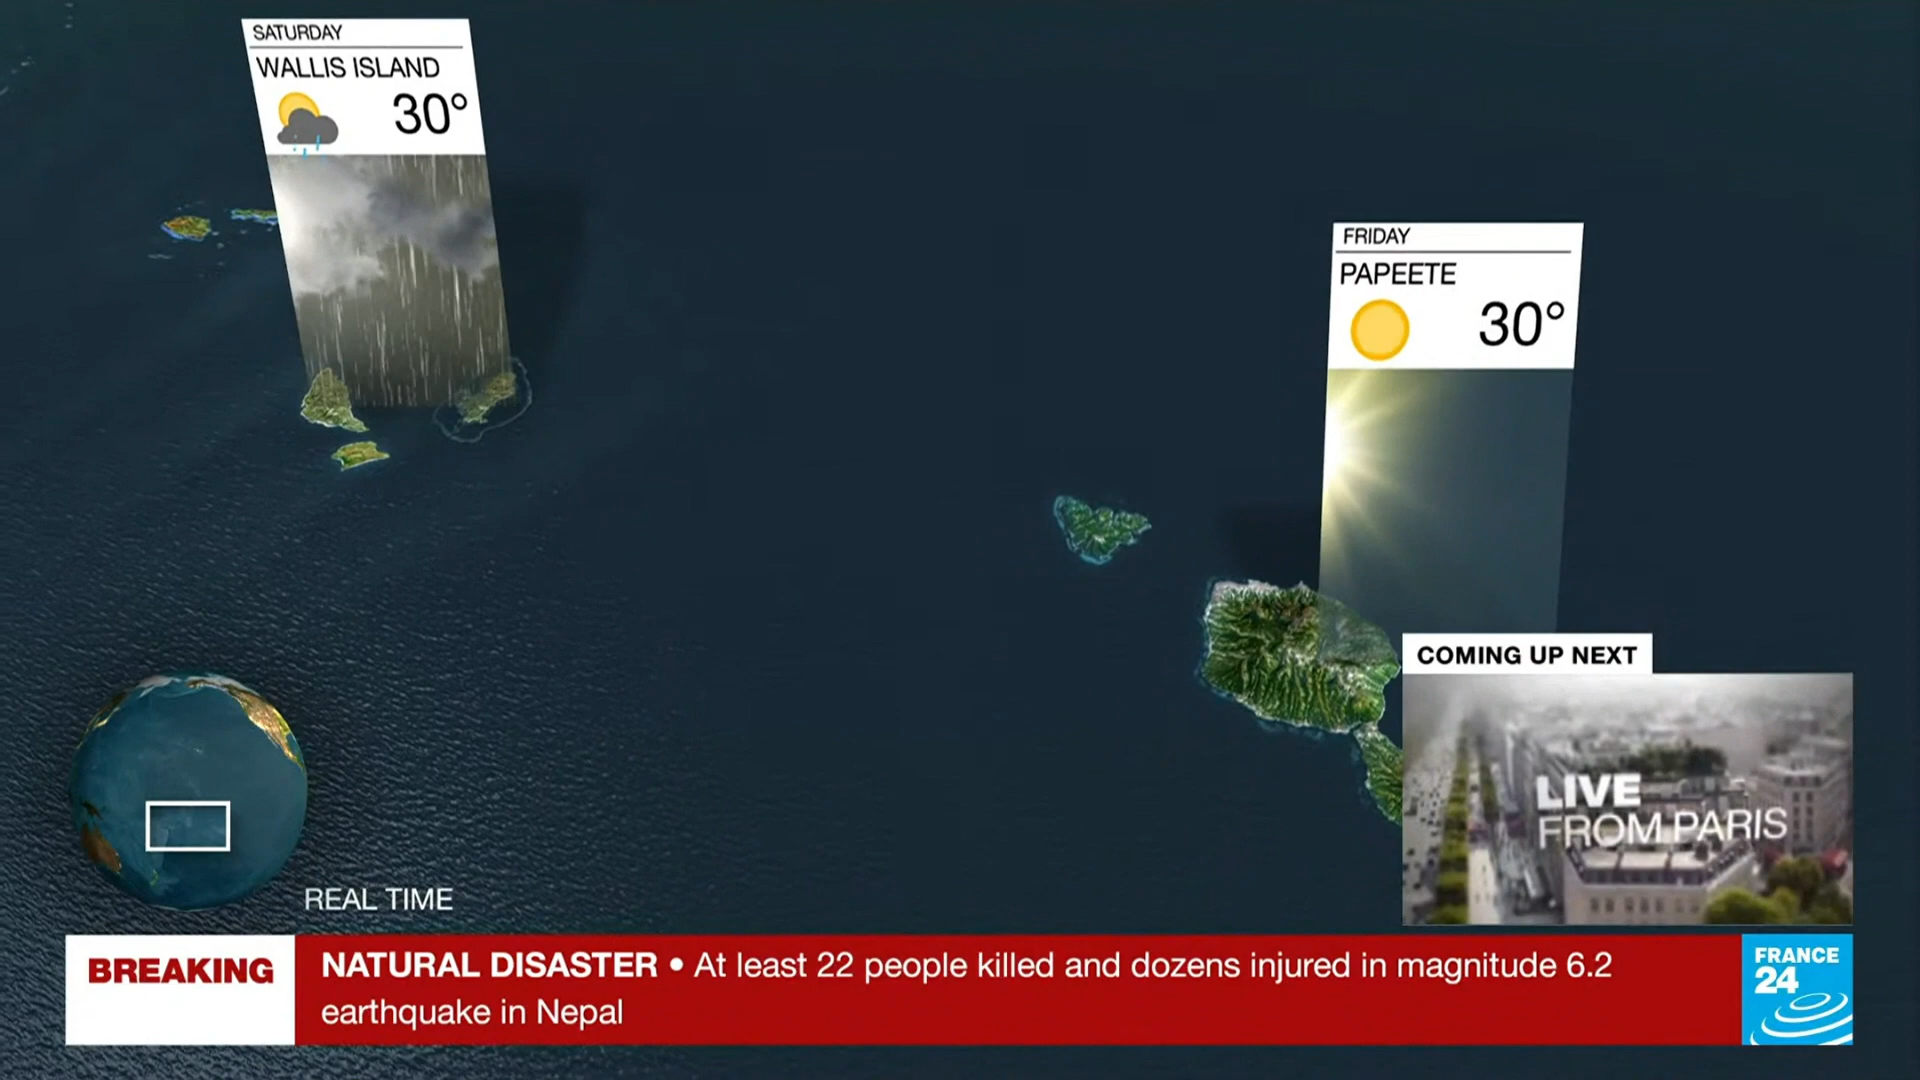 SATURDAY
WALLIS ISLAND
30°
FRIDAY
PAPEETE
30°
COMING UP NEXT
LIVE
FROM PARIS
REAL TIME
BREAKING
NATURAL DISASTER • At least 22 people killed and dozens injured in magnitude 6.2
earthquake in Nepal
FRANCE
24